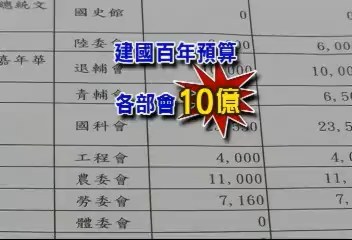 總統文
國史館 0
陸委會 6,00
嘉年華
退輔會 10,00
建國百年預算
青輔會 6,50
各部會10億
國科會 23,5
工程會 4,000 4,
農委會 11,000 11,
勞委會 7,160 7,
體委會 0